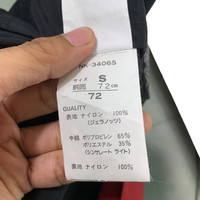 NK-34065
サイズ S
胴囲 72cm
72
QUALITY
表地 ナイロン 100%
(ジェラノッツ)
中綿 ポリプロピレン 65%
ポリエステル 35%
(シンサレート ライト)
裏地 ナイロン 100%